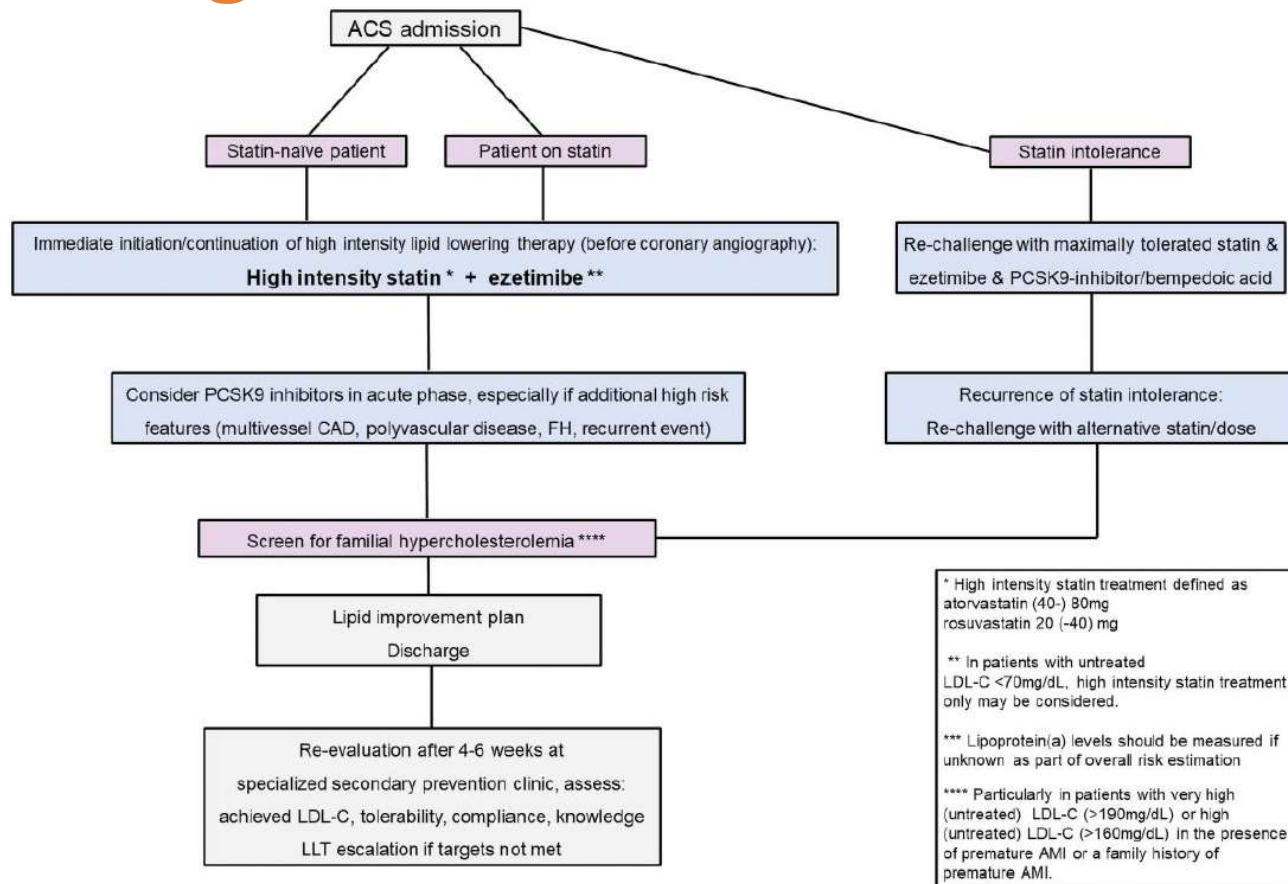 ACS admission
Statin-naïve patient
Patient on statin
Statin intolerance
Immediate initiation/continuation of high intensity lipid lowering therapy (before coronary angiography):
High intensity statin * + ezetimibe **
Re-challenge with maximally tolerated statin &
ezetimibe & PCSK9-inhibitor/bempedoic acid
Consider PCSK9 inhibitors in acute phase, especially if additional high risk
features (multivessel CAD, polyvascular disease, FH, recurrent event)
Recurrence of statin intolerance:
Re-challenge with alternative statin/dose
Screen for familial hypercholesterolemia ****
Lipid improvement plan
Discharge
Re-evaluation after 4-6 weeks at
specialized secondary prevention clinic, assess:
achieved LDL-C, tolerability, compliance, knowledge
LLT escalation if targets not met
* High intensity statin treatment defined as
atorvastatin (40-) 80mg
rosuvastatin 20 (-40) mg
** In patients with untreated
LDL-C <70mg/dL, high intensity statin treatment
only may be considered.
*** Lipoprotein(a) levels should be measured if
unknown as part of overall risk estimation
**** Particularly in patients with very high
(untreated) LDL-C (>190mg/dL) or high
(untreated) LDL-C (>160mg/dL) in the presence
of premature AMI or a family history of
premature AMI.